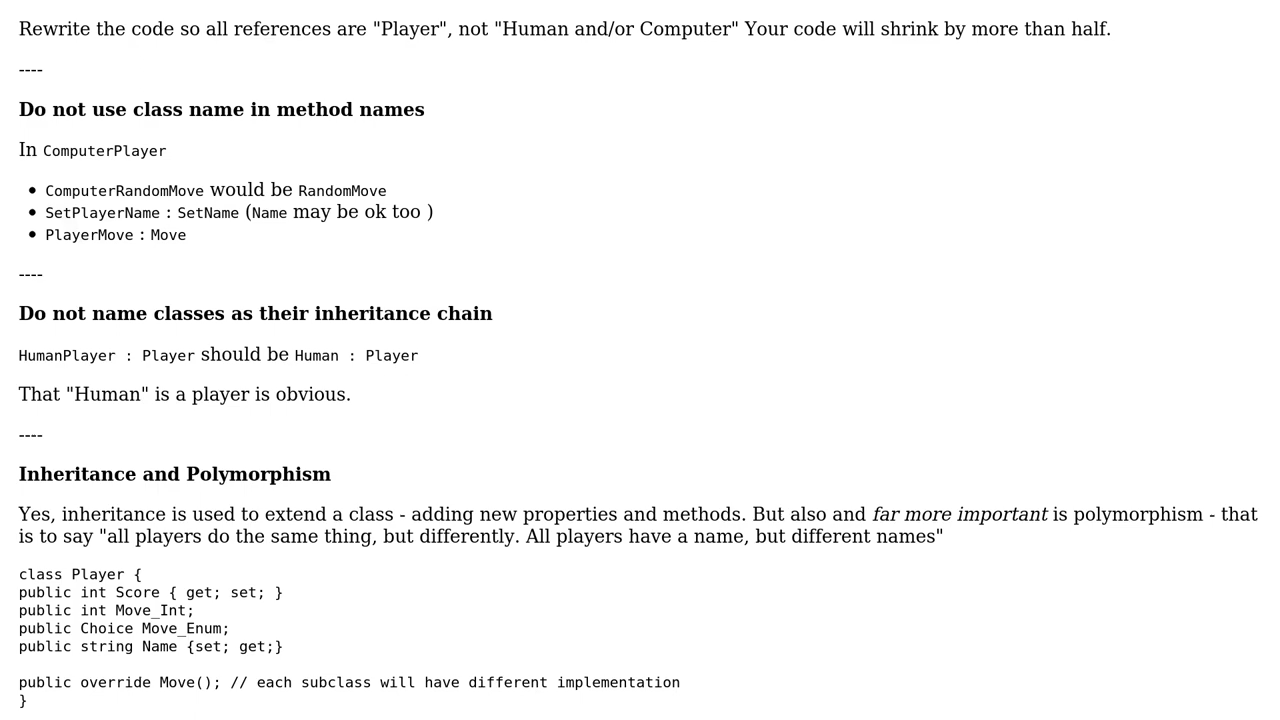 Rewrite the code so all references are "Player", not "Human and/or Computer" Your code will shrink by more than half.
----
Do not use class name in method names
In ComputerPlayer
• ComputerRandomMove would be RandomMove
• SetPlayerName : SetName (Name may be ok too )
• PlayerMove : Move
----
Do not name classes as their inheritance chain
HumanPlayer : Player should be Human : Player
That "Human" is a player is obvious.
----
Inheritance and Polymorphism
Yes, inheritance is used to extend a class - adding new properties and methods. But also and far more important is polymorphism - that
is to say "all players do the same thing, but differently. All players have a name, but different names"
class Player {
public int Score { get; set; }
public int Move_Int;
public Choice Move_Enum;
public string Name {set; get;}
public override Move(); // each subclass will have different implementation
}